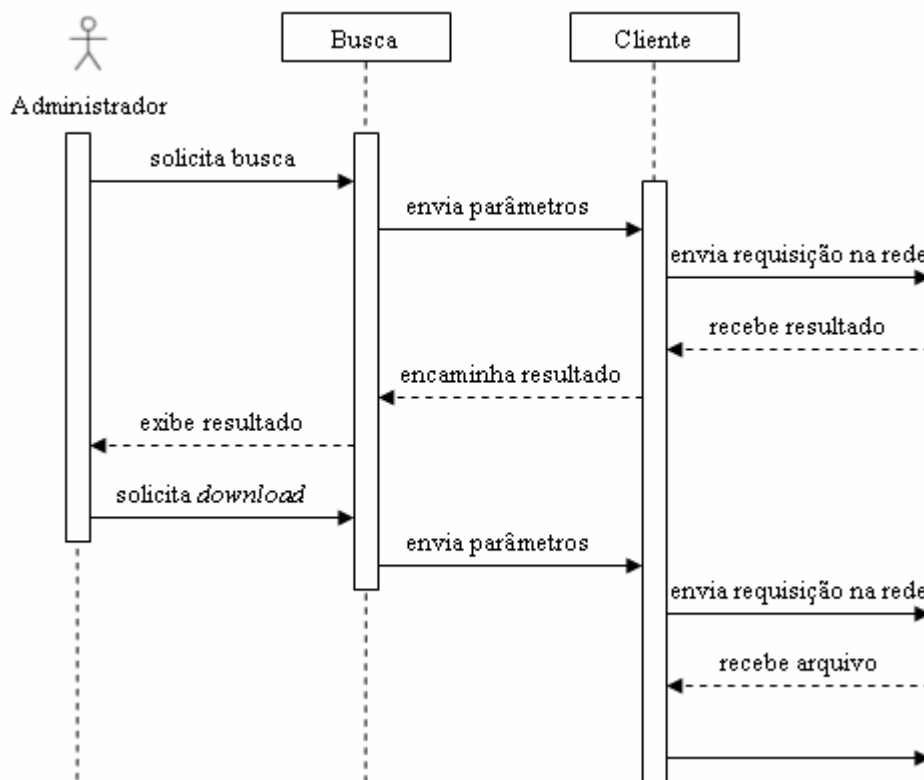 Busca
Cliente
Administrador
solicita busca
envia parâmetros
envia requisição na rede
recebe resultado
encaminha resultado
exibe resultado
solicita download
envia parâmetros
envia requisição na rede
recebe arquivo